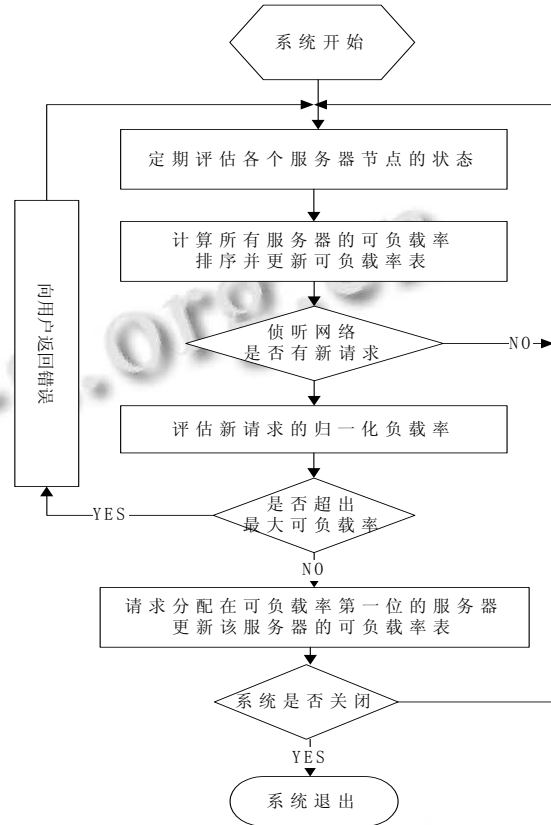 系统开始
定期评估各个服务器节点的状态
计算所有服务器的可负载率
排序并更新可负载率表
侦听网络
是否有新请求
NO
评估新请求的归一化负载率
是否超出
最大可负载率
YES
向用户返回错误
NO
请求分配在可负载率第一位的服务器
更新该服务器的可负载率表
系统是否关闭
YES
系统退出